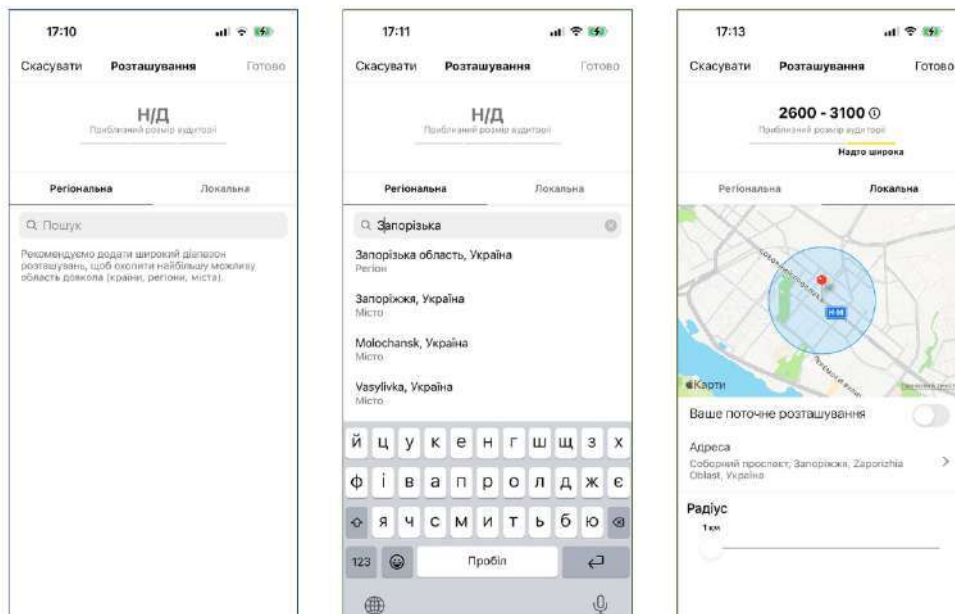 17:10
Скасувати Розташування Готово
Н/Д
Приблизний розмір аудиторії
Регіональна Локальна
Пошук
Рекомендуємо додати широкий діапазон
розташувань, щоб охопити найбільшу можливу
область довкола (країни, регіони, міста).
17:11
Скасувати Розташування Готово
Н/Д
Приблизний розмір аудиторії
Регіональна Локальна
Запорізька
Запорізька область, Україна
Регіон
Запоріжжя, Україна
Місто
Molochansk, Україна
Місто
Vasylivka, Україна
Місто
й ц у к е н г ш щ з х
ф і в а п р о л д ж є
я ч с м и т ь б ю
123 Пробіл
17:13
Скасувати Розташування Готово
2600 - 3100
Приблизний розмір аудиторії
Надто широка
Регіональна Локальна
Н-08
Карти
Ваше поточне розташування
Адреса
Соборний проспект, Запоріжжя, Zaporizhia
Oblast, Україна
Радіус
1 км